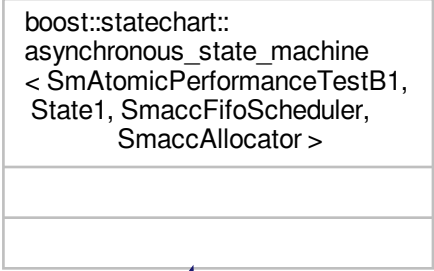 boost::statechart::
asynchronous_state_machine
< SmAtomicPerformanceTestB1,
State1, SmaccFifoScheduler,
SmaccAllocator >